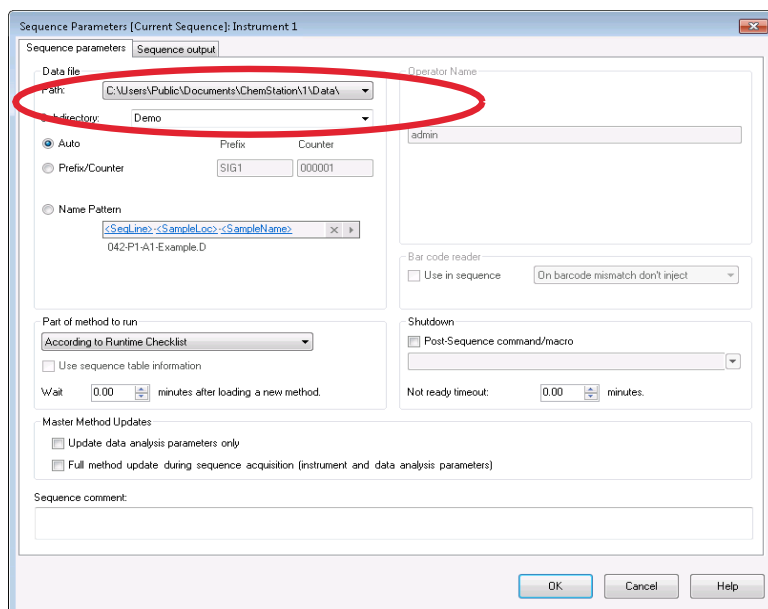 Sequence Parameters [Current Sequence]: Instrument 1
Sequence parameters
Sequence output
Data file
Path:
C:\Users\Public\Documents\ChemStation\1\Data\
Subdirectory:
Demo
Auto
Prefix
Counter
Prefix/Counter
SIG1
000001
Name Pattern
<SeqLine>-<SampleLoc>-<SampleName>
042-P1-A1-Example.D
Operator Name
admin
Bar code reader
Use in sequence
On barcode mismatch don't inject
Part of method to run
According to Runtime Checklist
Use sequence table information
Wait
0.00
minutes after loading a new method.
Shutdown
Post-Sequence command/macro
Not ready timeout:
0.00
minutes.
Master Method Updates
Update data analysis parameters only
Full method update during sequence acquisition (instrument and data analysis parameters)
Sequence comment:
OK
Cancel
Help